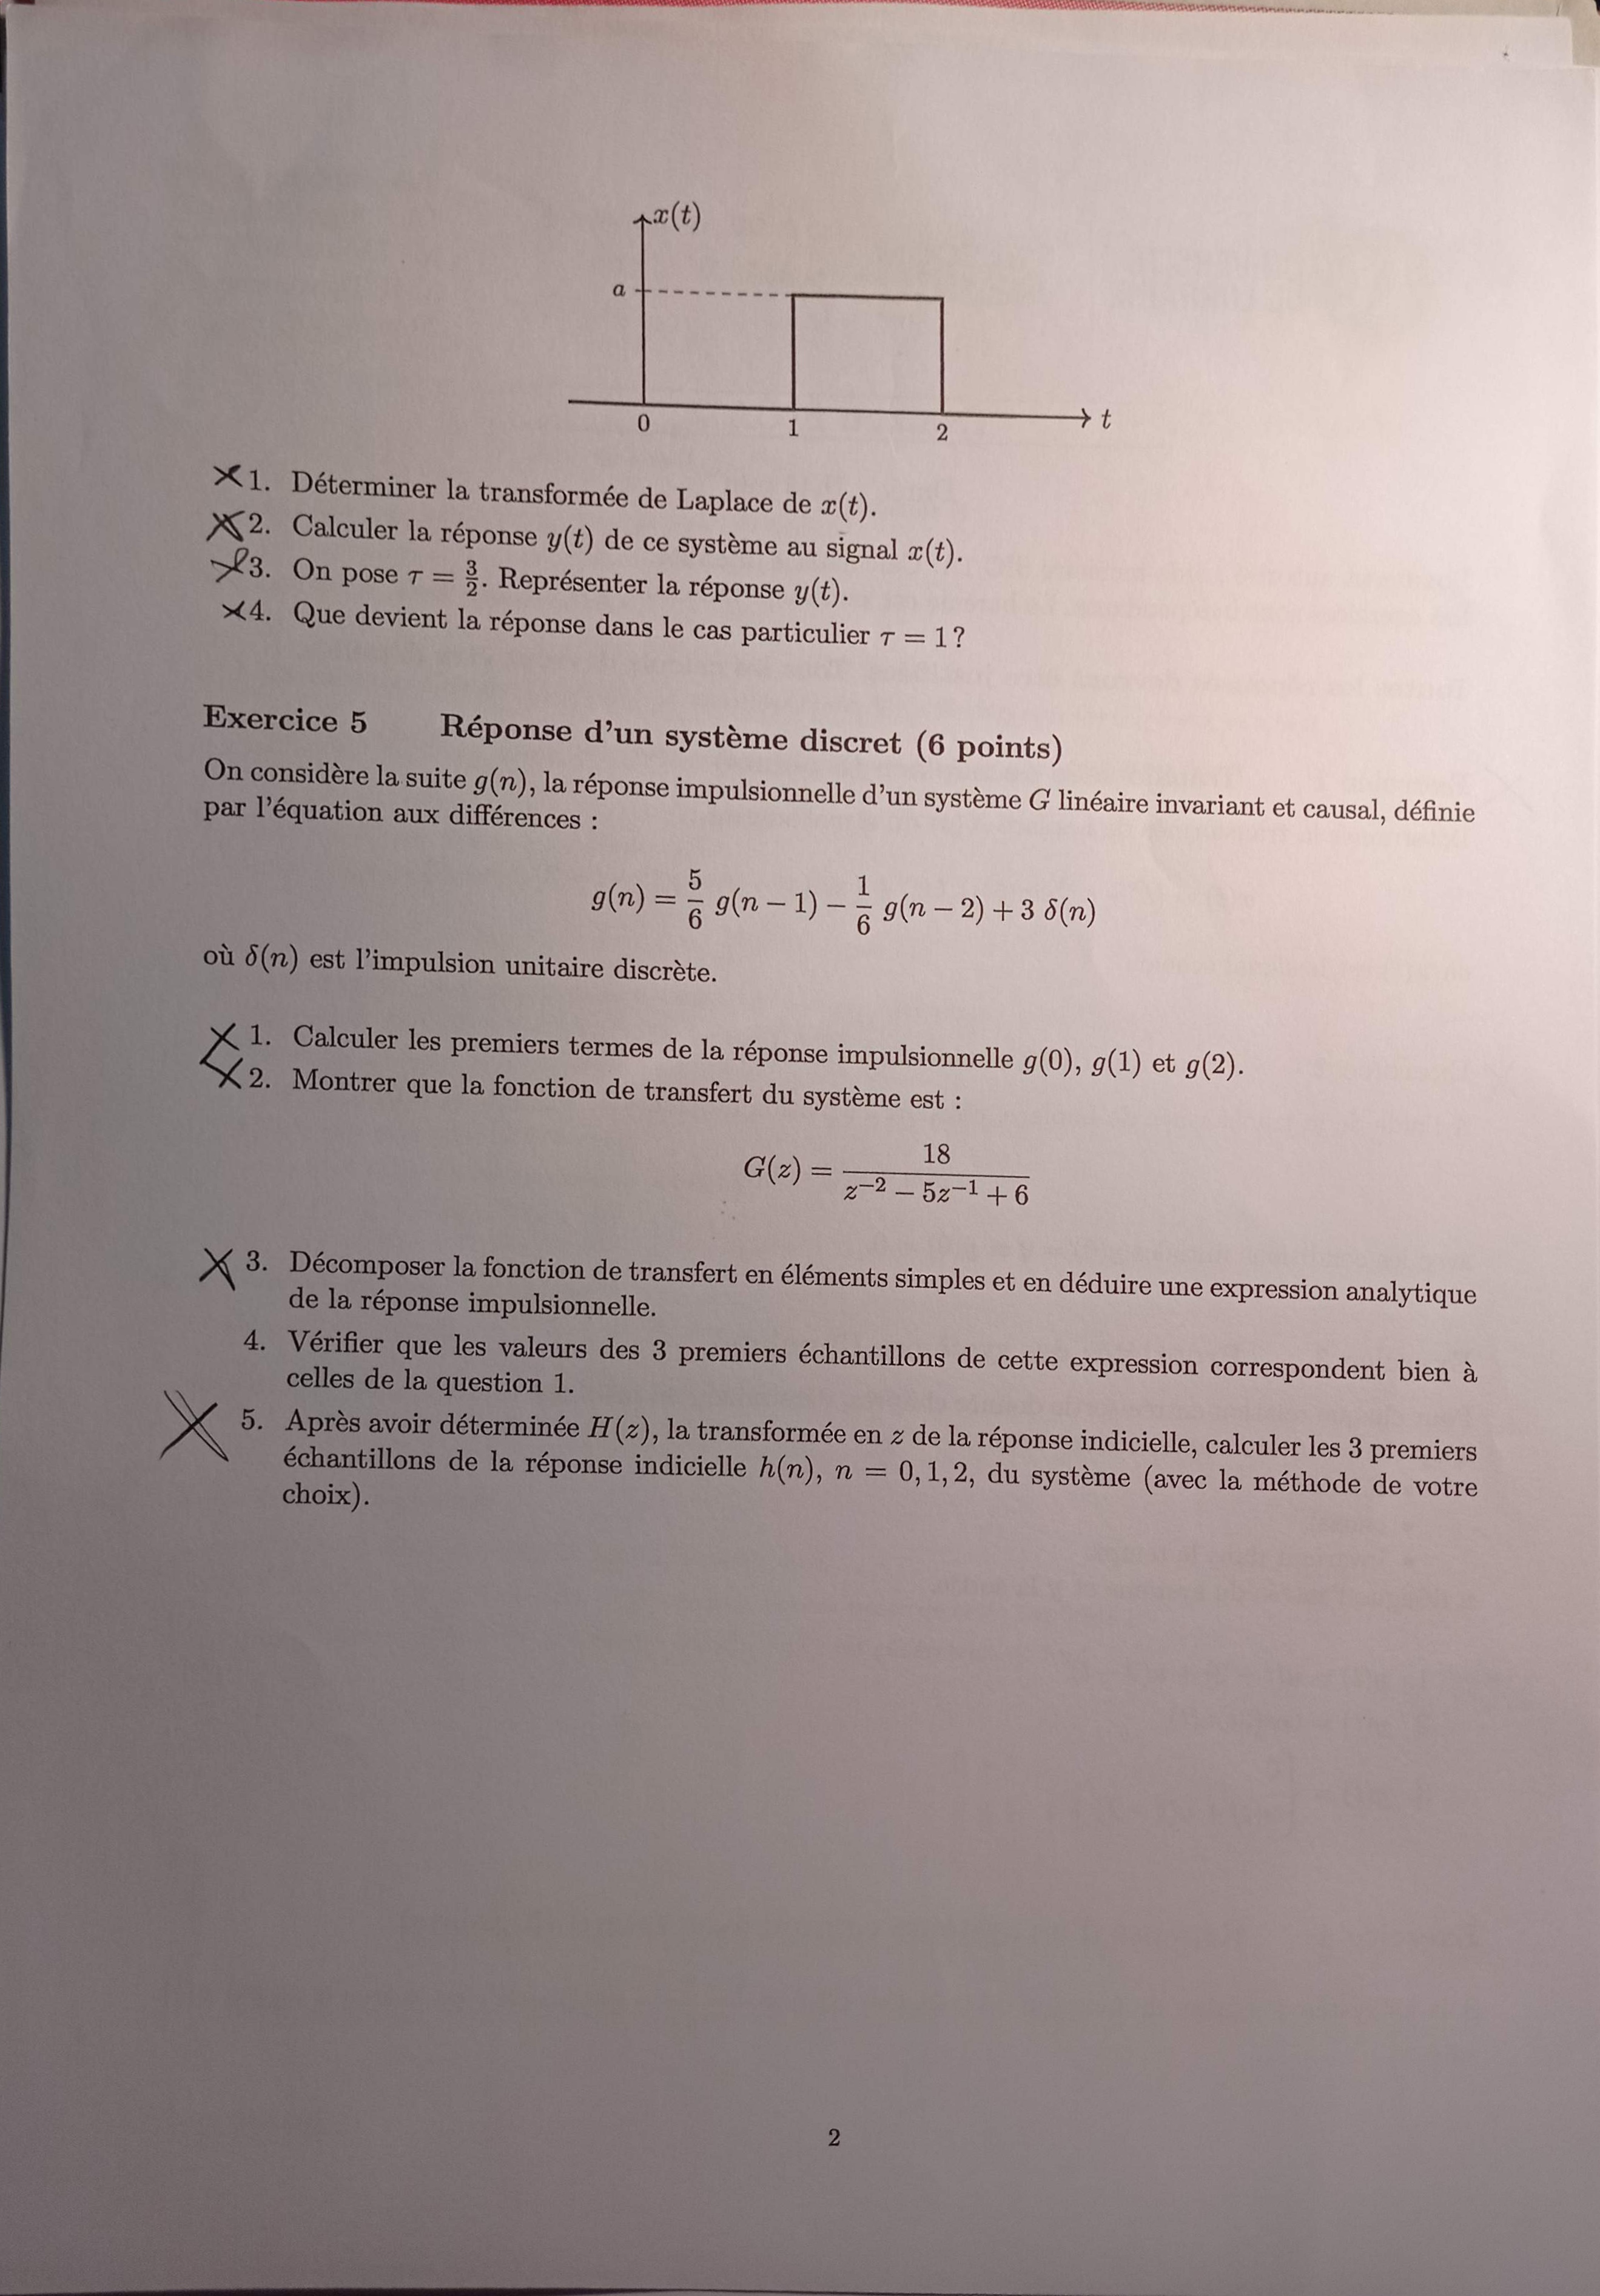 x(t)
a
0 1 2 t
1. Déterminer la transformée de Laplace de x(t).
2. Calculer la réponse y(t) de ce système au signal x(t).
3. On pose τ = 3/2. Représenter la réponse y(t).
4. Que devient la réponse dans le cas particulier τ = 1 ?
Exercice 5 Réponse d'un système discret (6 points)
On considère la suite g(n), la réponse impulsionnelle d'un système G linéaire invariant et causal, définie
par l'équation aux différences :
g(n) = 5/6 g(n − 1) − 1/6 g(n − 2) + 3 δ(n)
où δ(n) est l'impulsion unitaire discrète.
1. Calculer les premiers termes de la réponse impulsionnelle g(0), g(1) et g(2).
2. Montrer que la fonction de transfert du système est :
G(z) = 18 / (z⁻² − 5z⁻¹ + 6)
3. Décomposer la fonction de transfert en éléments simples et en déduire une expression analytique
de la réponse impulsionnelle.
4. Vérifier que les valeurs des 3 premiers échantillons de cette expression correspondent bien à
celles de la question 1.
5. Après avoir déterminée H(z), la transformée en z de la réponse indicielle, calculer les 3 premiers
échantillons de la réponse indicielle h(n), n = 0, 1, 2, du système (avec la méthode de votre
choix).
2